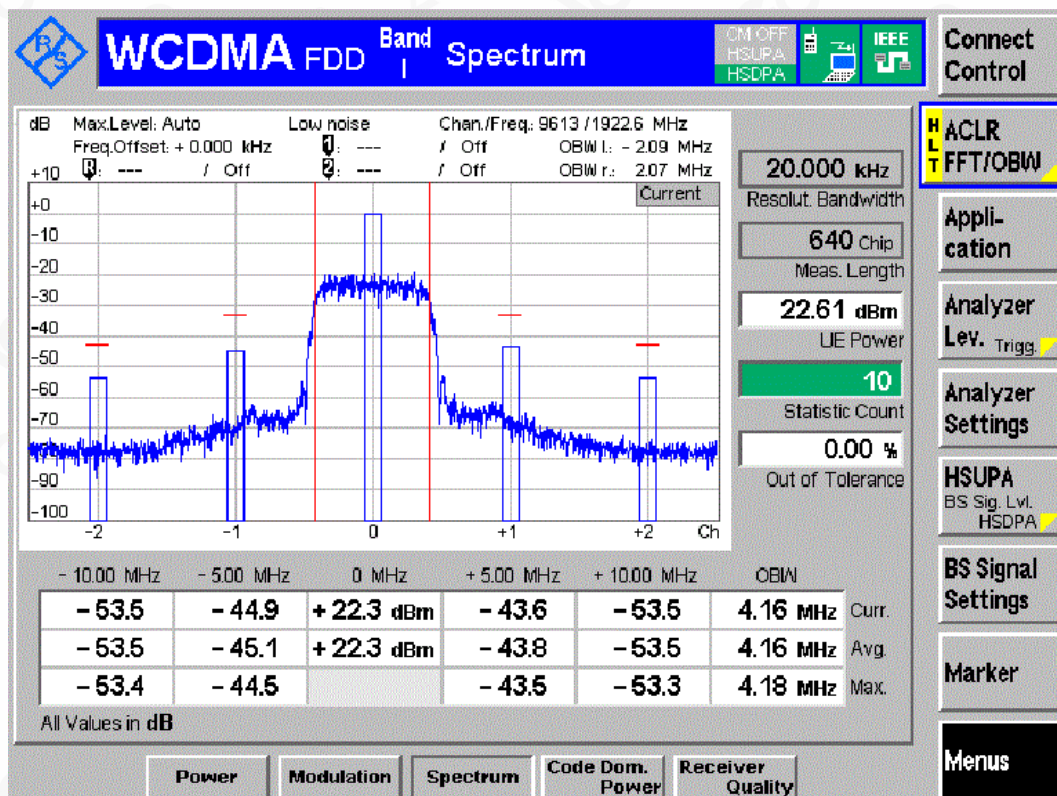 R S
WCDMA FDD Band I Spectrum
CM OFF
HSUPA
HSDPA
IEEE
Connect Control
dB Max.Level: Auto Low noise Chan./Freq.: 9613 / 1922.6 MHz
Freq.Offset: + 0.000 kHz 1: --- / Off OBW l.: - 2.09 MHz
+10 R: --- / Off 2: --- / Off OBW r.: 2.07 MHz
Current
+0
-10
-20
-30
-40
-50
-60
-70
-90
-100
-2 -1 0 +1 +2 Ch
20.000 kHz
Resolut. Bandwidth
640 Chip
Meas. Length
22.61 dBm
UE Power
10
Statistic Count
0.00 %
Out of Tolerance
- 10.00 MHz - 5.00 MHz 0 MHz + 5.00 MHz + 10.00 MHz OBW
- 53.5 - 44.9 + 22.3 dBm - 43.6 - 53.5 4.16 MHz Curr.
- 53.5 - 45.1 + 22.3 dBm - 43.8 - 53.5 4.16 MHz Avg.
- 53.4 - 44.5 - 43.5 - 53.3 4.18 MHz Max.
All Values in dB
Power Modulation Spectrum Code Dom. Power Receiver Quality
HLT
ACLR
FFT/OBW
Appli-
cation
Analyzer
Lev. Trigg.
Analyzer
Settings
HSUPA
BS Sig. Lvl.
HSDPA
BS Signal
Settings
Marker
Menus